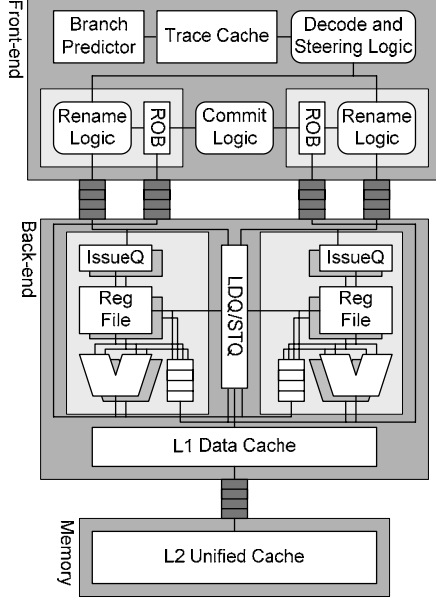 Front-end
Branch
Predictor
Trace Cache
Decode and
Steering Logic
Rename
Logic
ROB
Commit
Logic
ROB
Rename
Logic
Back-end
IssueQ
Reg
File
LDQ/STQ
IssueQ
Reg
File
L1 Data Cache
Memory
L2 Unified Cache